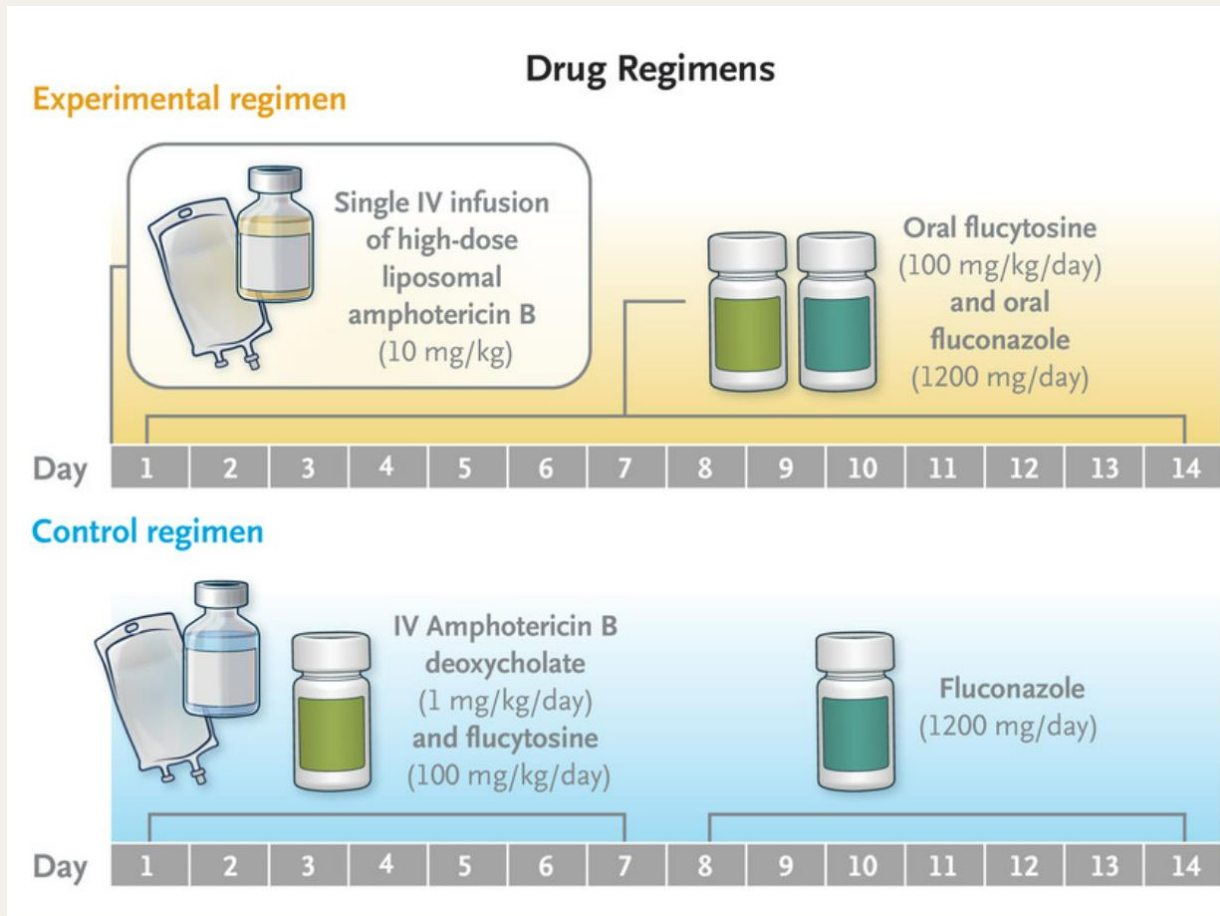 Drug Regimens
Experimental regimen
Single IV infusion
of high-dose
liposomal
amphotericin B
(10 mg/kg)
Oral flucytosine
(100 mg/kg/day)
and oral
fluconazole
(1200 mg/day)
Day 1 2 3 4 5 6 7 8 9 10 11 12 13 14
Control regimen
IV Amphotericin B
deoxycholate
(1 mg/kg/day)
and flucytosine
(100 mg/kg/day)
Fluconazole
(1200 mg/day)
Day 1 2 3 4 5 6 7 8 9 10 11 12 13 14